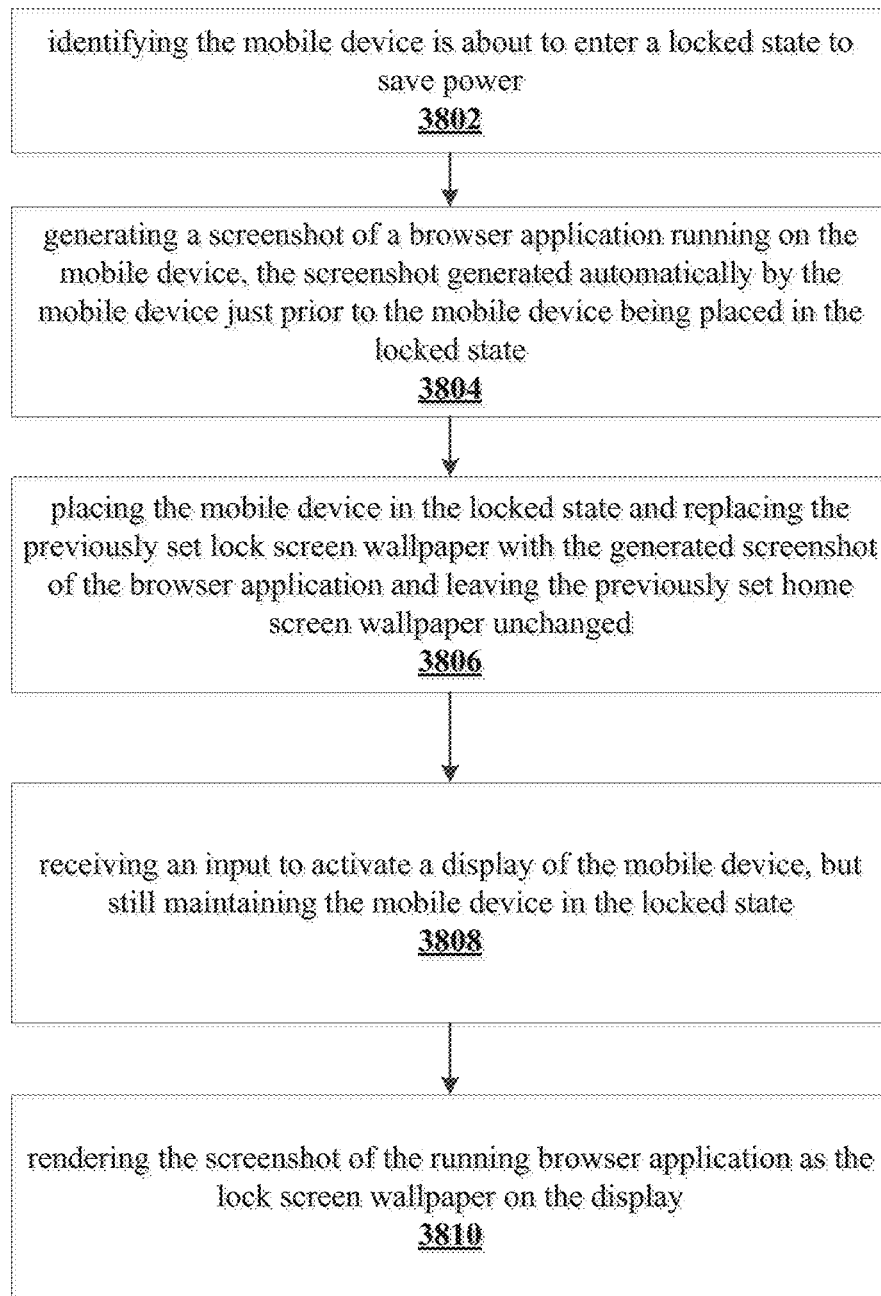 identifying the mobile device is about to enter a locked state to
save power
3802
generating a screenshot of a browser application running on the
mobile device, the screenshot generated automatically by the
mobile device just prior to the mobile device being placed in the
locked state
3804
placing the mobile device in the locked state and replacing the
previously set lock screen wallpaper with the generated screenshot
of the browser application and leaving the previously set home
screen wallpaper unchanged
3806
receiving an input to activate a display of the mobile device, but
still maintaining the mobile device in the locked state
3808
rendering the screenshot of the running browser application as the
lock screen wallpaper on the display
3810